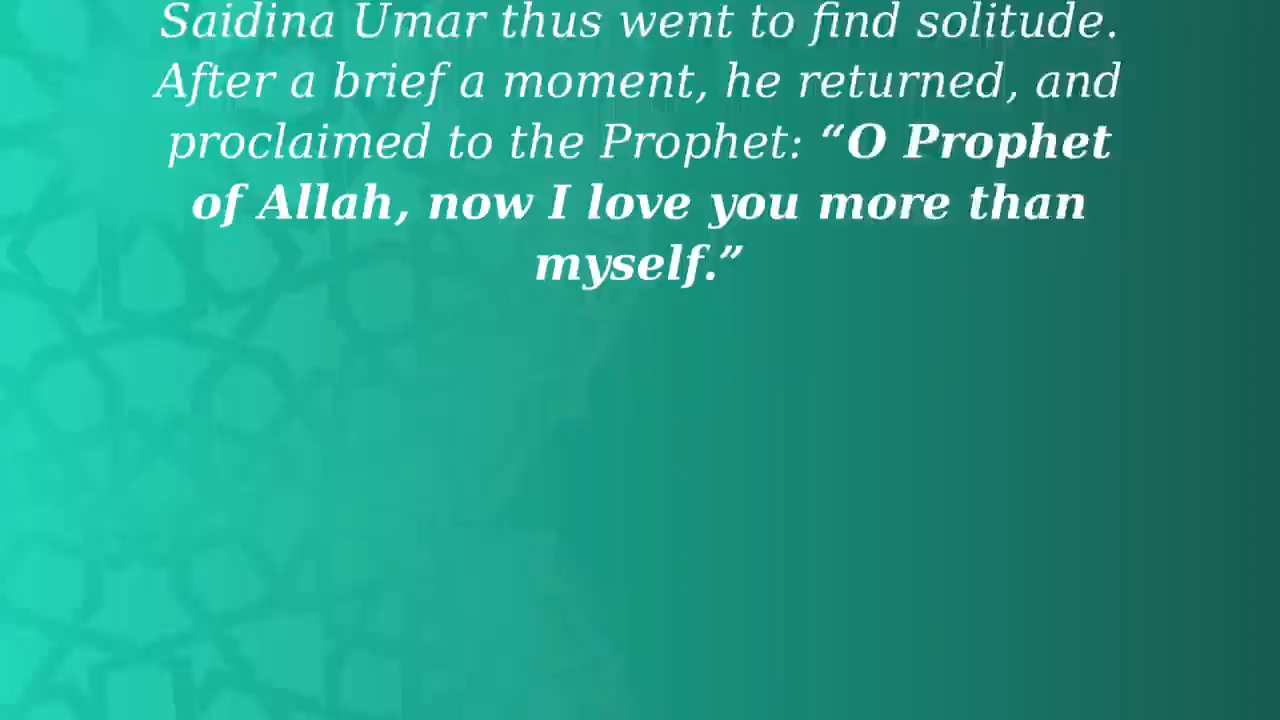 Saidina Umar thus went to find solitude.
After a brief a moment, he returned, and
proclaimed to the Prophet: “O Prophet
of Allah, now I love you more than
myself.”